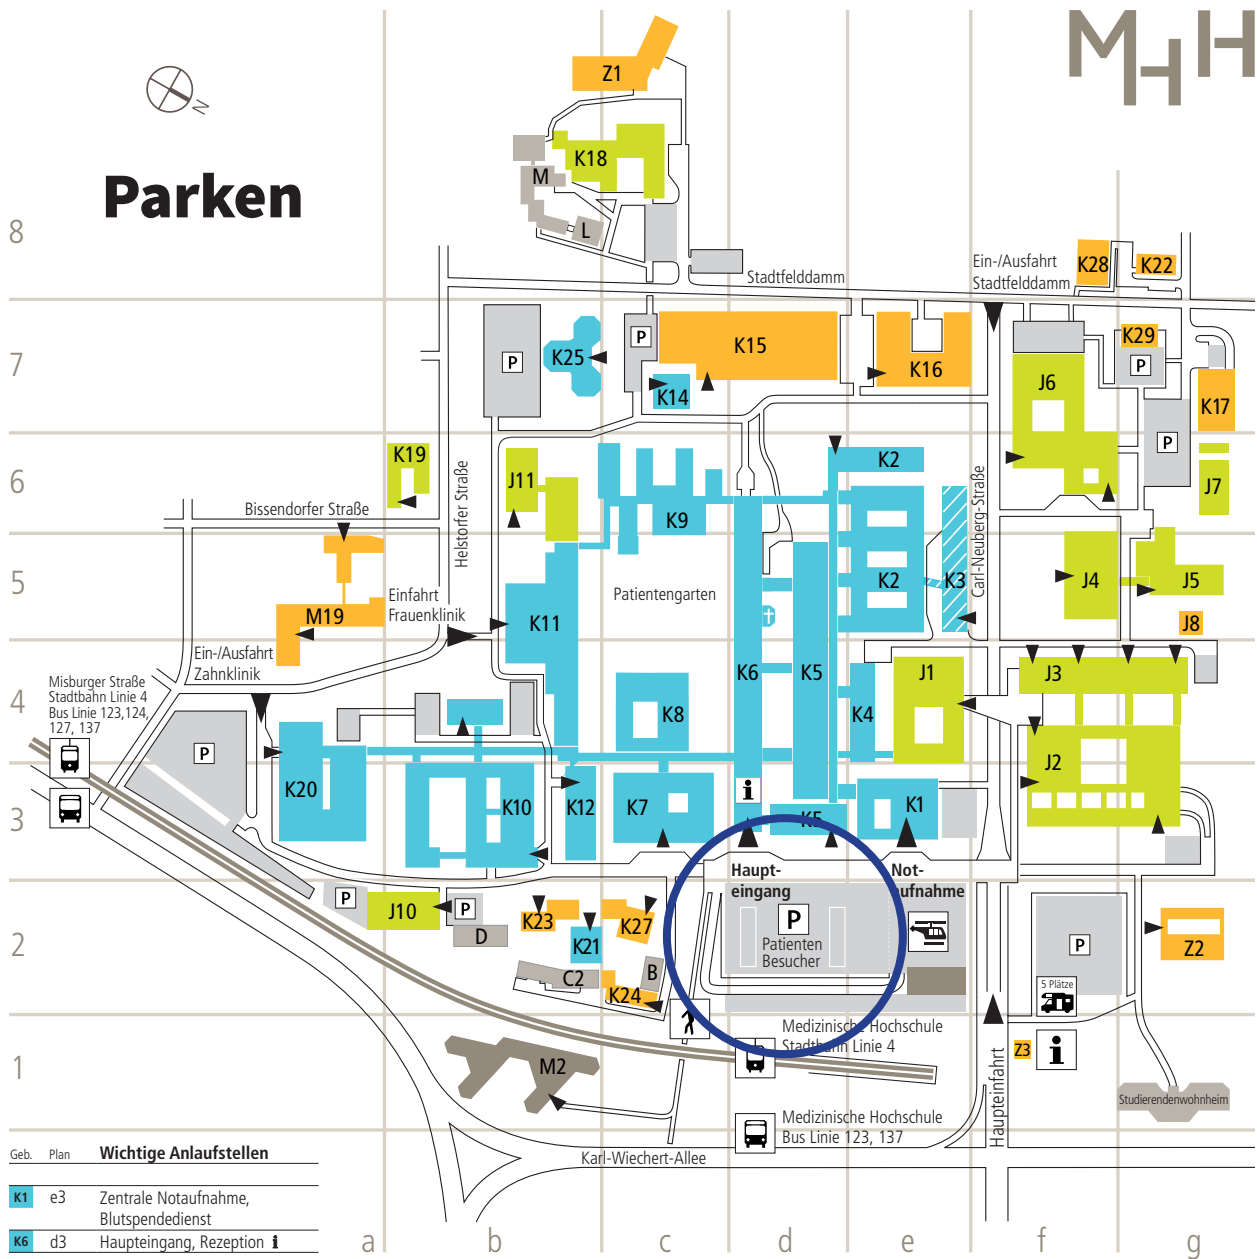 MHH
Z1
N
K18
Parken
M
L
8
Stadtfelddamm
Ein-/Ausfahrt
Stadtfelddamm
K28
K22
7
P
K25
P
K15
K14
K16
J6
K29
P
K17
P
6
K19
J11
K9
K2
J7
Bissendorfer Straße
Helstorfer Straße
Carl-Neuberg-Straße
5
M19
Einfahrt
Frauenklinik
K11
Patientengarten
K2
K3
J4
J5
J8
Ein-/Ausfahrt
Zahnklinik
Misburger Straße
Stadtbahn Linie 4
Bus Linie 123,124,
127, 137
4
K8
K6
K5
K4
J1
J3
P
J2
3
K20
K10
K12
K7
i
K5
K1
Haupt-
eingang
Not-
aufnahme
2
P
J10
P
D
K23
K21
K27
P
Patienten
Besucher
P
Z2
C2
B
K24
5 Plätze
1
M2
Medizinische Hochschule
Stadtbahn Linie 4
Z3
i
Haupteinfahrt
Studierendenwohnheim
Medizinische Hochschule
Bus Linie 123, 137
Karl-Wiechert-Allee
Geb. Plan Wichtige Anlaufstellen
K1 e3 Zentrale Notaufnahme,
Blutspendedienst
K6 d3 Haupteingang, Rezeption i
a b c d e f g